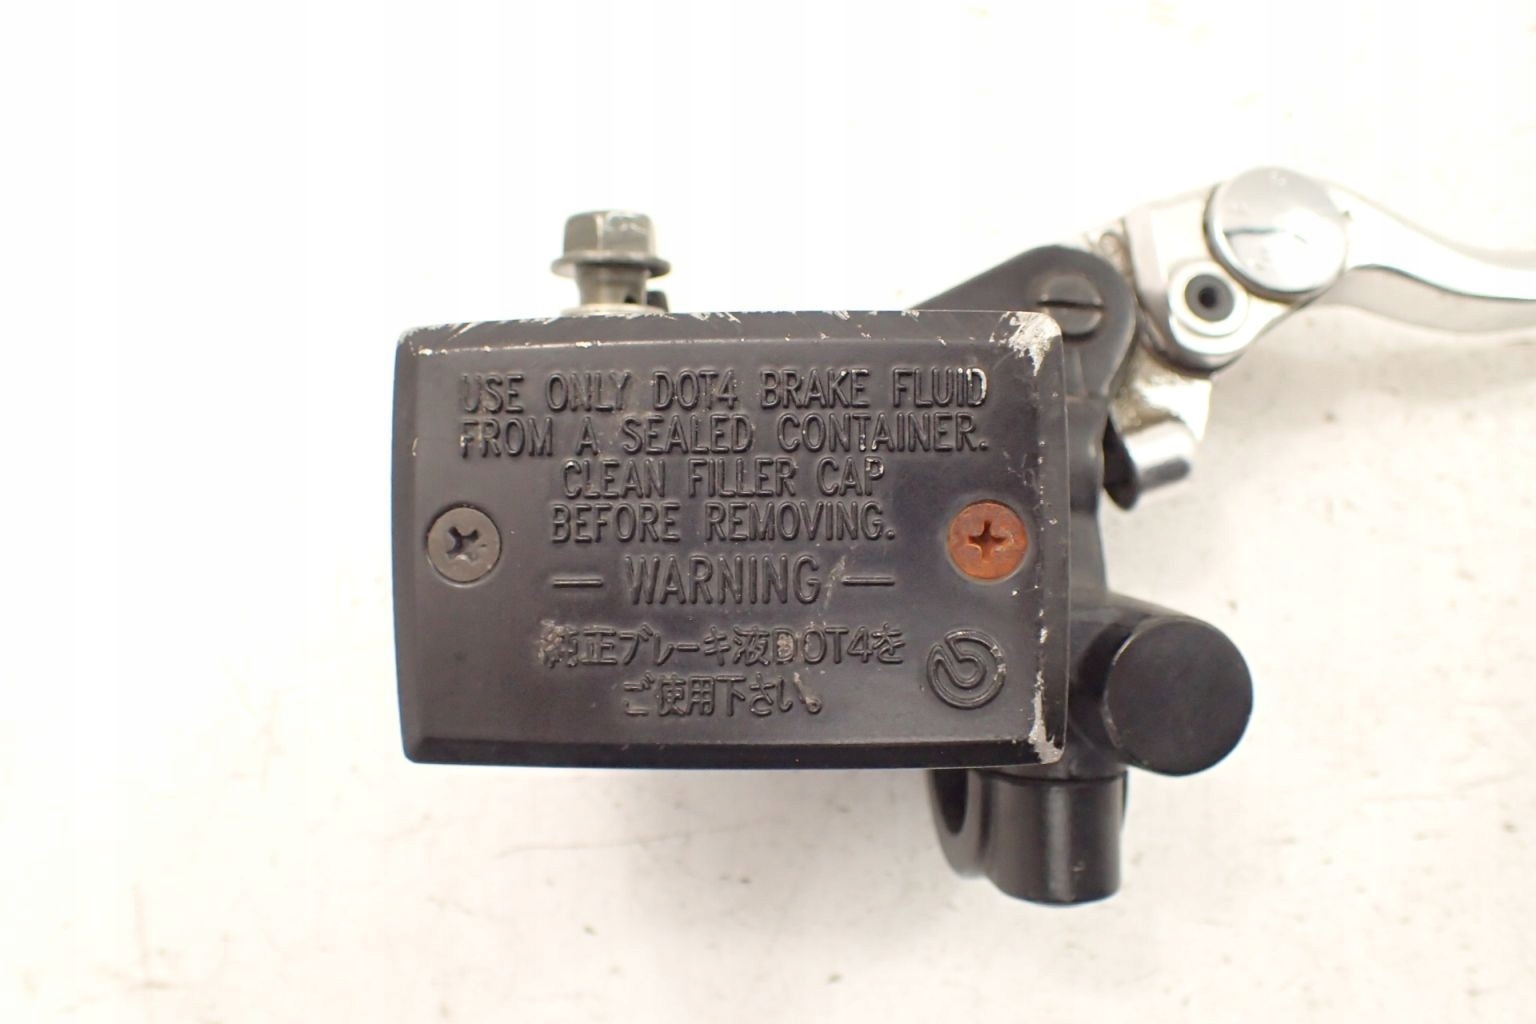 USE ONLY DOT4 BRAKE FLUID
FROM A SEALED CONTAINER.
CLEAN FILLER CAP
BEFORE REMOVING.
— WARNING —
純正ブレーキ液DOT4を
ご使用下さい。